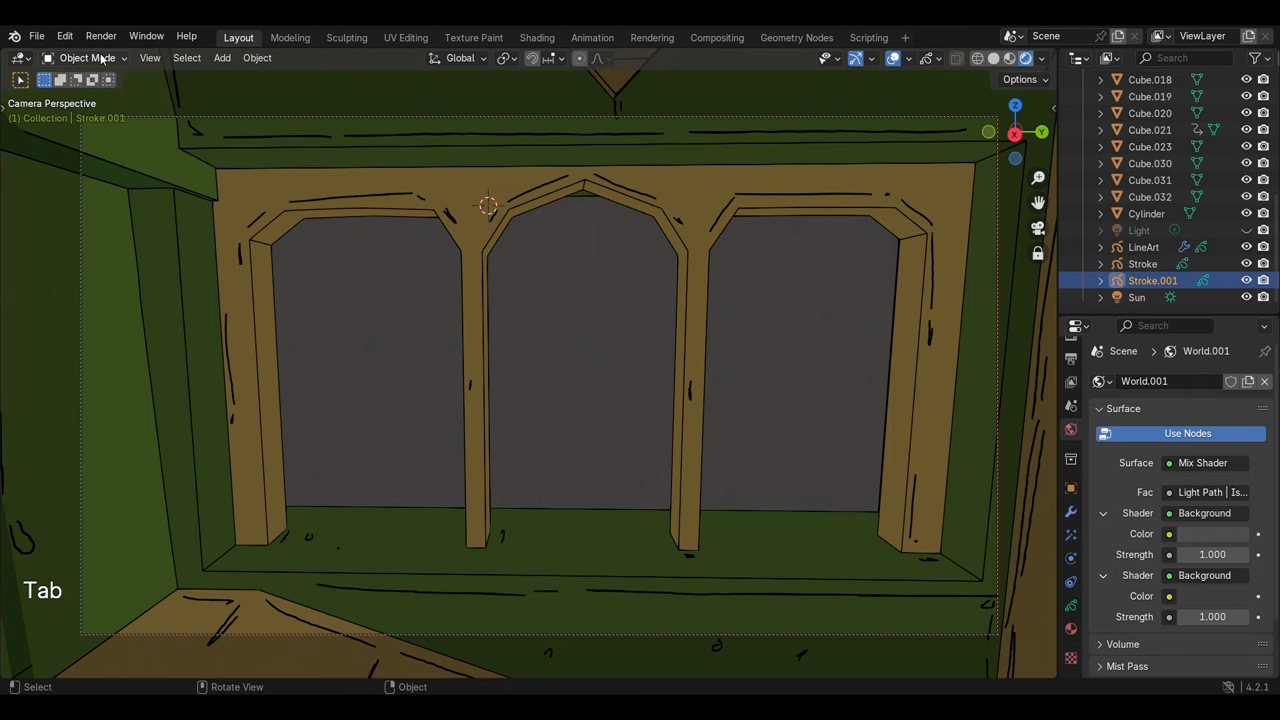 File Edit Render Window Help Layout Modeling Sculpting UV Editing Texture Paint Shading Animation Rendering Compositing Geometry Nodes Scripting + Scene ViewLayer
Object Mode View Select Add Object Global Search
Options
Camera Perspective
(1) Collection | Stroke.001
Z
X
Y
Cube.018
Cube.019
Cube.020
Cube.021
Cube.023
Cube.030
Cube.031
Cube.032
Cylinder
Light
LineArt
Stroke
Stroke.001
Sun
Search
Scene > World.001
World.001
Surface
Use Nodes
Surface Mix Shader
Fac Light Path | Is...
Shader Background
Color
Strength 1.000
Shader Background
Color
Strength 1.000
Volume
Mist Pass
Tab
Select Rotate View Object 4.2.1